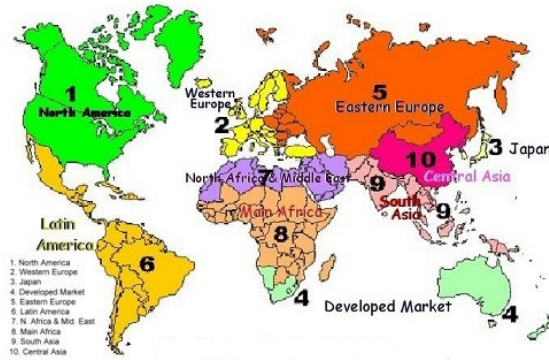 1
North America
Western
Europe
2
5
Eastern Europe
3 Japan
10
Central Asia
North Africa & Middle East
7
9
South
Asia
9
Main Africa
8
Latin
America
6
4
Developed Market
4
1. North America
2. Western Europe
3. Japan
4. Developed Market
5. Eastern Europe
6. Latin America
7. N. Africa & Mid. East
8. Main Africa
9. South Asia
10. Central Asia